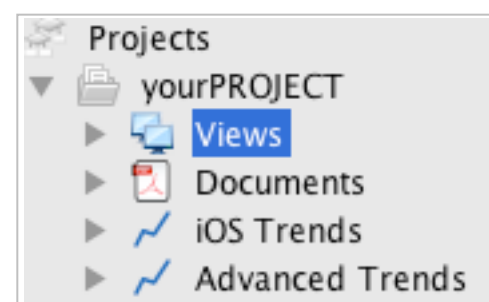 Projects
yourPROJECT
Views
Documents
iOS Trends
Advanced Trends